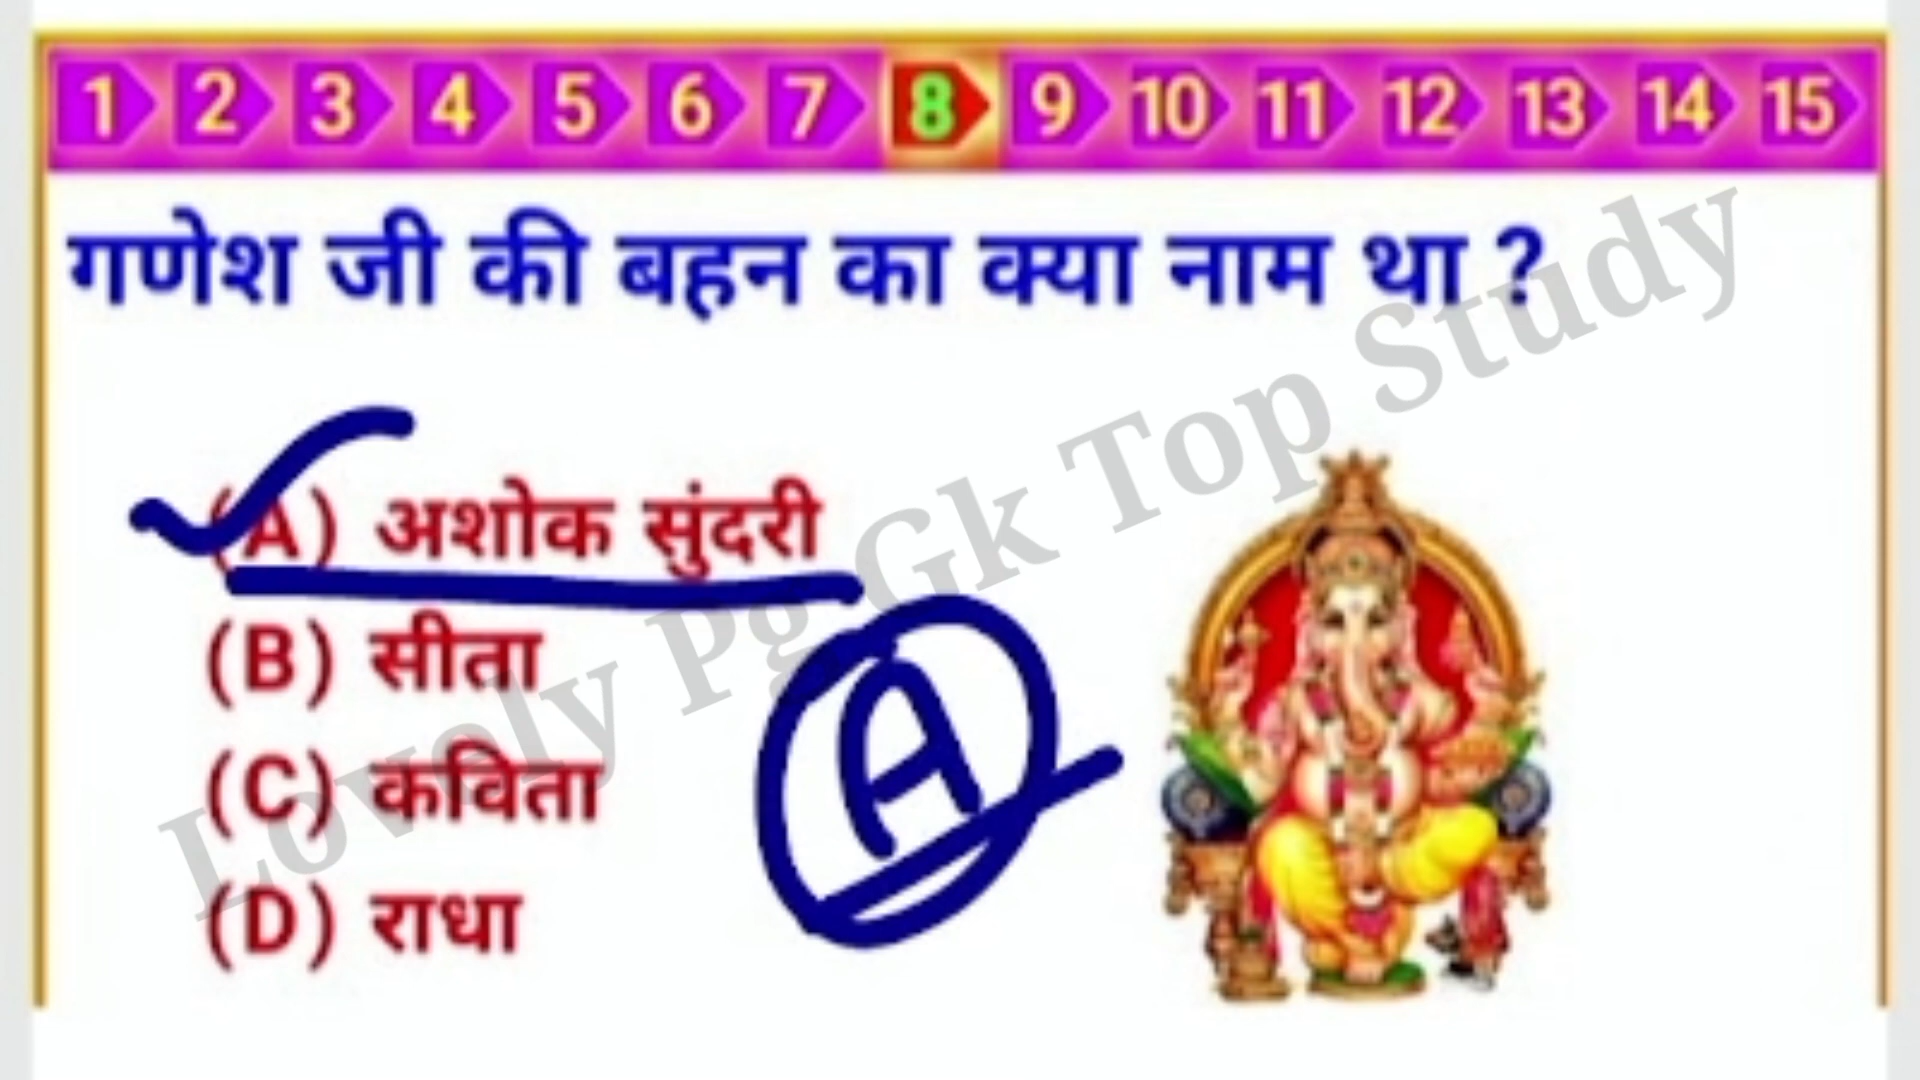 1 2 3 4 5 6 7 8 9 10 11 12 13 14 15
गणेश जी की बहन का क्या नाम था ?
(A) अशोक सुंदरी
(B) सीता
(C) कविता
(D) राधा
A
Lovely Pg Gk Top Study